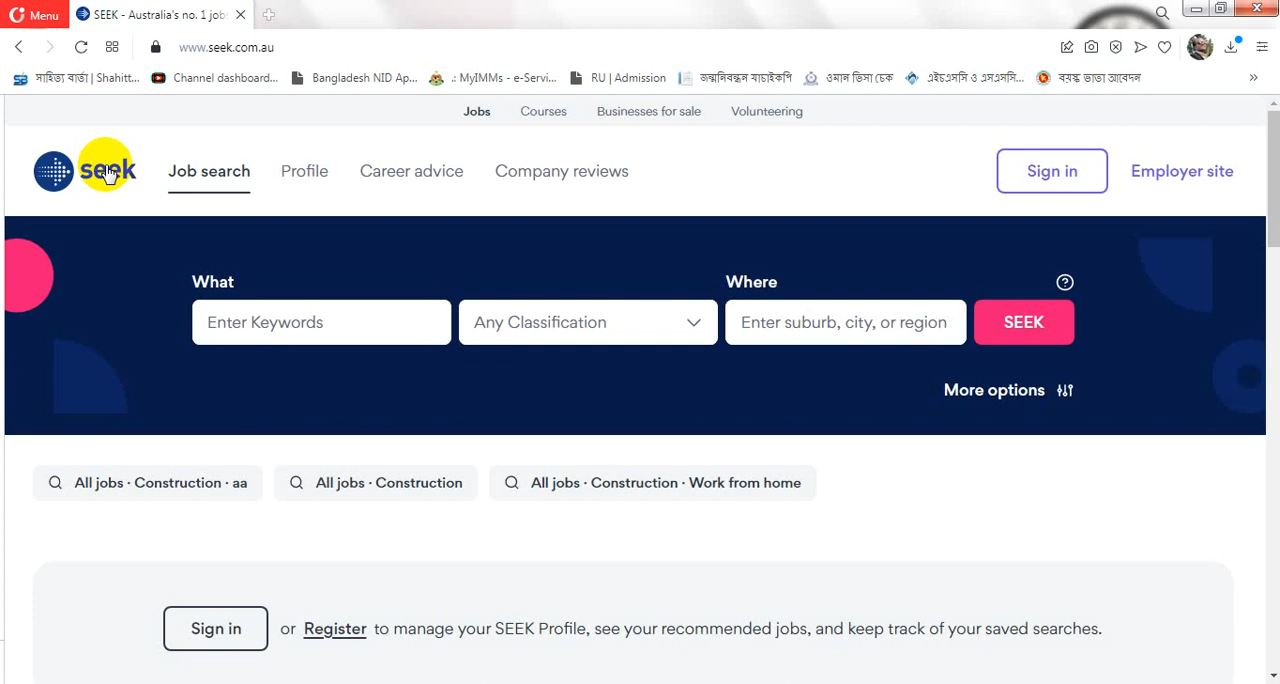 Menu SEEK - Australia's no. 1 job
www.seek.com.au
সাহিত্য বার্তা | Shahitt... Channel dashboard... Bangladesh NID Ap... .: MyIMMs - e-Servi... RU | Admission জন্মনিবন্ধন যাচাইকপি ওমান ভিসা চেক এইচএসসি ও এসএসসি... বয়স্ক ভাতা আবেদন
Jobs Courses Businesses for sale Volunteering
seek Job search Profile Career advice Company reviews Sign in Employer site
What Where
Enter Keywords Any Classification Enter suburb, city, or region SEEK
More options
All jobs · Construction · aa All jobs · Construction All jobs · Construction · Work from home
Sign in or Register to manage your SEEK Profile, see your recommended jobs, and keep track of your saved searches.